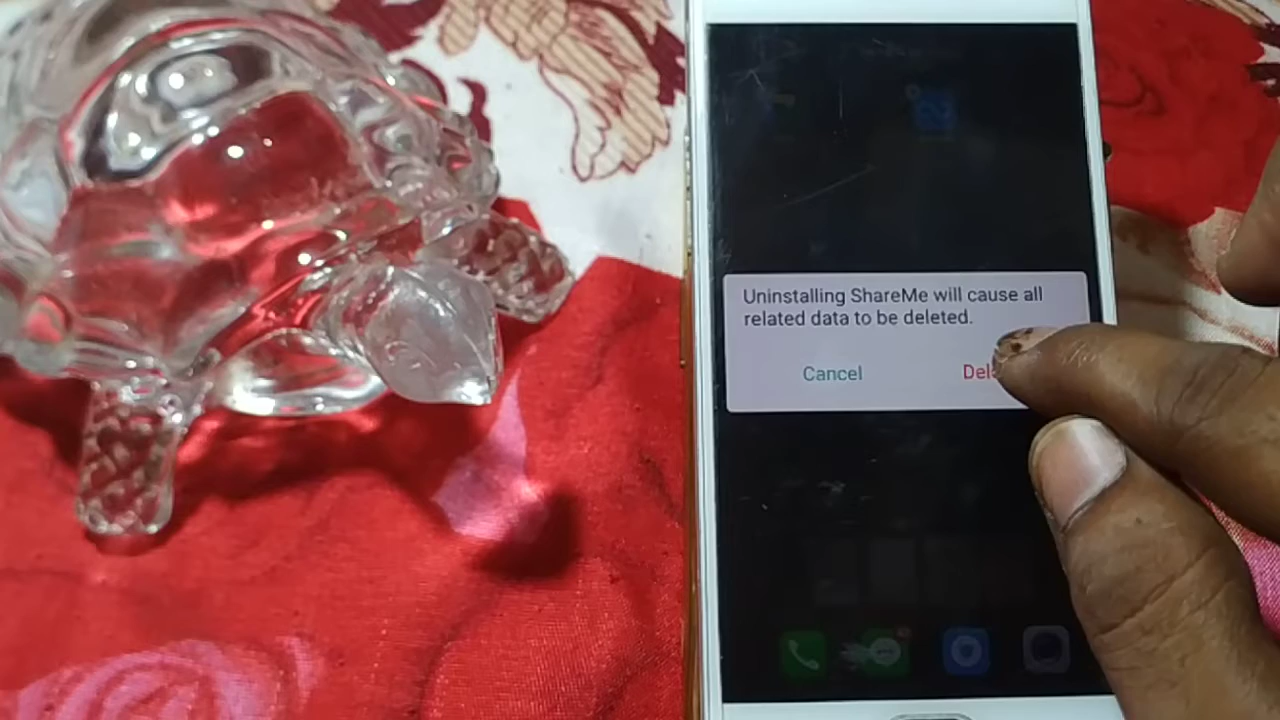 Uninstalling ShareMe will cause all
related data to be deleted.
Cancel